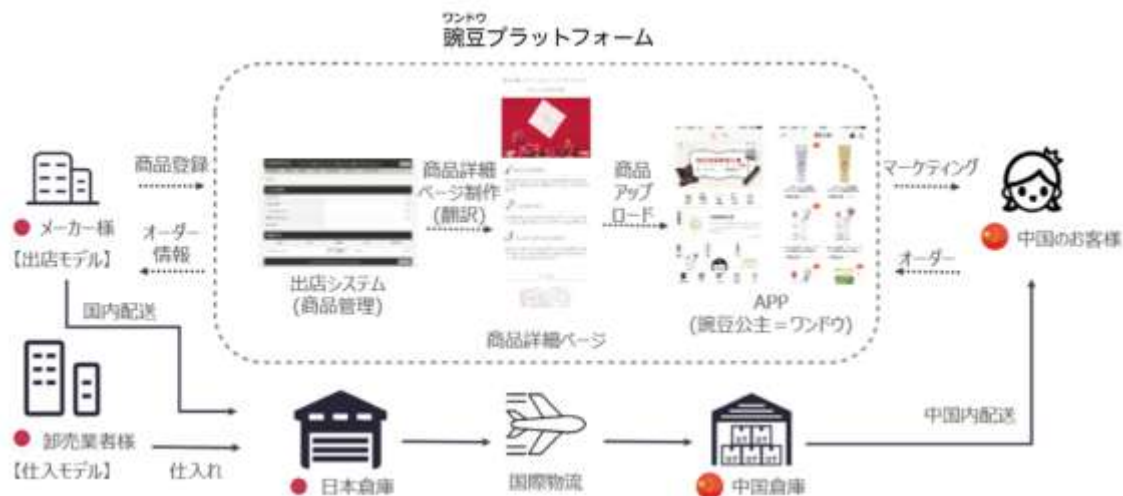 ワンドウ
豌豆プラットフォーム
商品登録
商品詳細
ページ制作
(翻訳)
商品
アップ
ロード
マーケティング
メーカー様
【出店モデル】
オーダー
情報
出店システム
(商品管理)
商品詳細ページ
APP
(豌豆公主=ワンドウ)
オーダー
中国のお客様
国内配送
卸売業者様
【仕入モデル】
仕入れ
日本倉庫
国際物流
中国倉庫
中国内配送